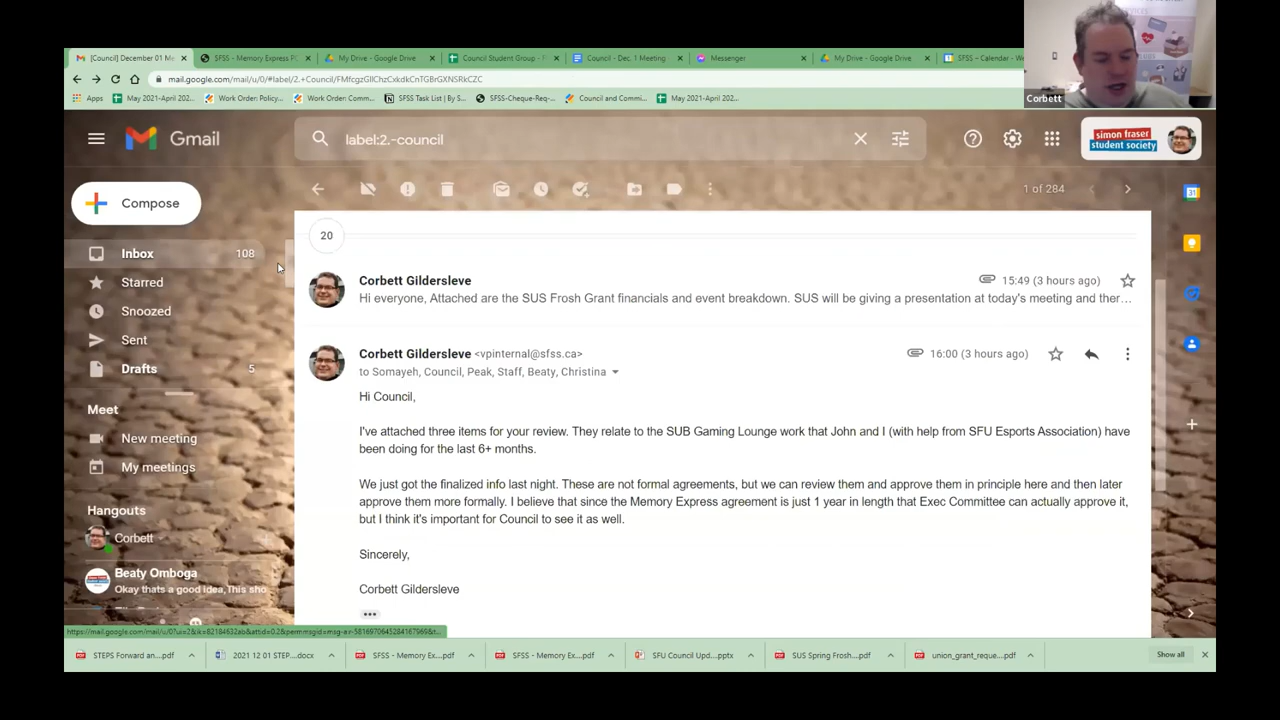 [Council] December 01 Me
SFSS - Memory Express P
My Drive - Google Drive
Council Student Group - F
Council - Dec. 1 Meeting
Messenger
My Drive - Google Drive
SFSS - Calendar - We
mail.google.com/mail/u/0/#label/2.+Council/
Apps
May 2021-April 202...
Work Order: Policy...
Work Order: Comm...
SFSS Task List | By S...
SFSS-Cheque-Req-...
Council and Commi...
May 2021-April 202...
Corbett
Gmail
label:2.-council
simon fraser
student society
Compose
1 of 284
31
Inbox 108
Starred
Snoozed
Sent
Drafts 5
Meet
New meeting
My meetings
Hangouts
Corbett
Beaty Omboga
Okay thats a good idea,This sho
20
Corbett Gildersleve
15:49 (3 hours ago)
Hi everyone, Attached are the SUS Frosh Grant financials and event breakdown. SUS will be giving a presentation at today's meeting and ther...
Corbett Gildersleve <vpinternal@sfss.ca>
16:00 (3 hours ago)
to Somayeh, Council, Peak, Staff, Beaty, Christina
Hi Council,
I've attached three items for your review. They relate to the SUB Gaming Lounge work that John and I (with help from SFU Esports Association) have
been doing for the last 6+ months.
We just got the finalized info last night. These are not formal agreements, but we can review them and approve them in principle here and then later
approve them more formally. I believe that since the Memory Express agreement is just 1 year in length that Exec Committee can actually approve it,
but I think it's important for Council to see it as well.
Sincerely,
Corbett Gildersleve
STEPS Forward an....pdf
2021 12 01 STEP....docx
SFSS - Memory Ex....pdf
SFSS - Memory Ex....pdf
SFU Council Upd....pptx
SUS Spring Frosh....pdf
union_grant_reque....pdf
Show all